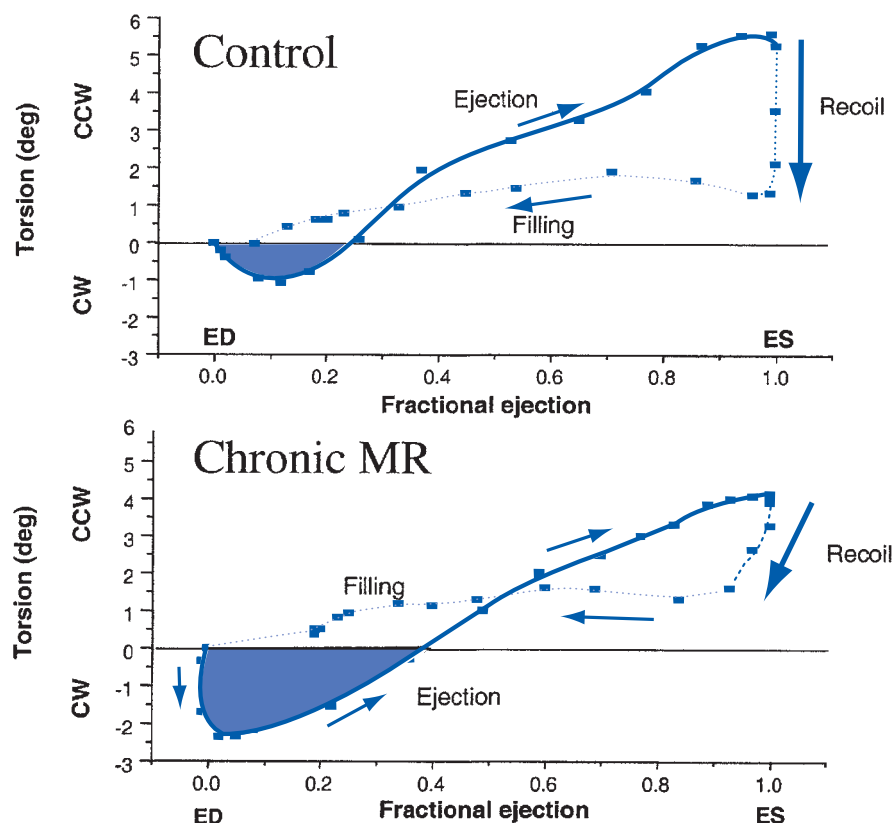 Control
Torsion (deg)
CCW
CW
6
5
4
3
2
1
0
-1
-2
-3
Ejection
Recoil
Filling
ED
ES
0.0 0.2 0.4 0.6 0.8 1.0
Fractional ejection
Chronic MR
Torsion (deg)
CCW
CW
6
5
4
3
2
1
0
-1
-2
-3
Filling
Recoil
Ejection
0.0 0.2 0.4 0.6 0.8 1.0
ED Fractional ejection ES